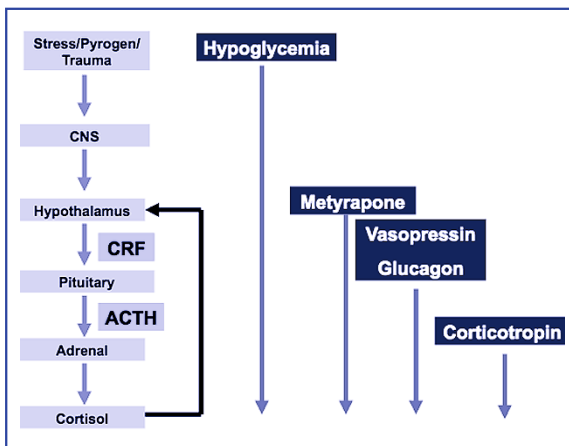 Stress/Pyrogen/
Trauma
CNS
Hypothalamus
CRF
Pituitary
ACTH
Adrenal
Cortisol
Hypoglycemia
Metyrapone
Vasopressin
Glucagon
Corticotropin